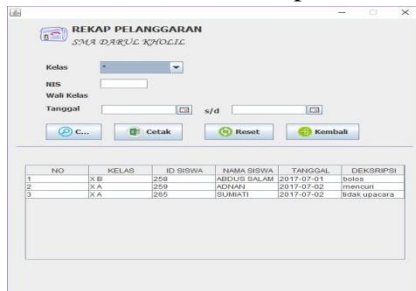 REKAP PELANGGARAN
SMA DARUL KHOLIL
Kelas *
NIS
Wali Kelas
Tanggal s/d
C... Cetak Reset Kembali
NO KELAS ID SISWA NAMA SISWA TANGGAL DEKSRIPSI
1 X B 258 ABDUS SALAM 2017-07-01 bolos
2 X A 259 ADNAN 2017-07-02 mencuri
3 X A 265 SUMIATI 2017-07-02 tidak upacara